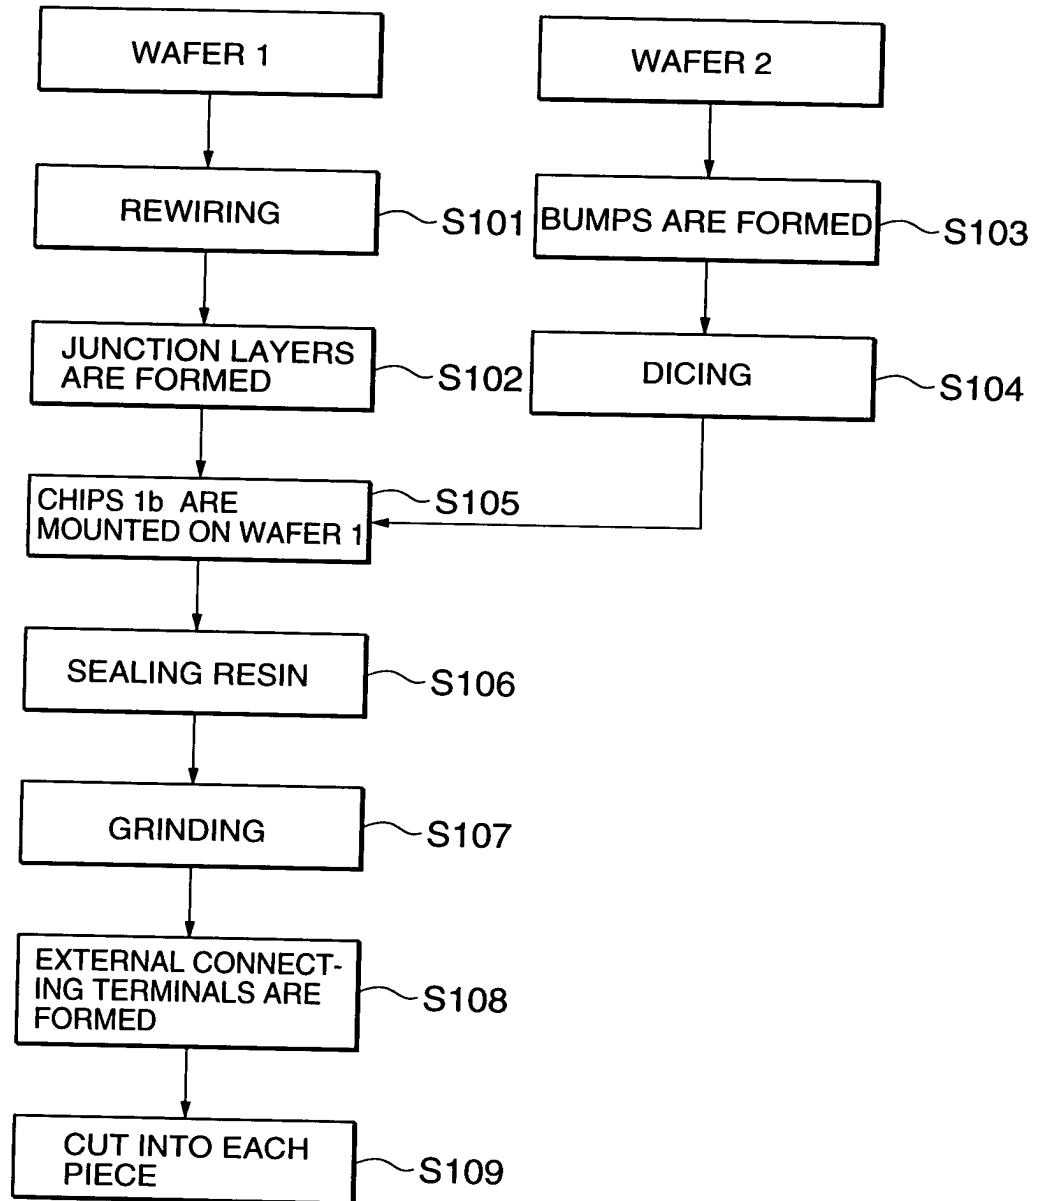 WAFER 1
WAFER 2
REWIRING
S101
BUMPS ARE FORMED
S103
JUNCTION LAYERS
ARE FORMED
S102
DICING
S104
CHIPS 1b ARE
MOUNTED ON WAFER 1
S105
SEALING RESIN
S106
GRINDING
S107
EXTERNAL CONNECT-
ING TERMINALS ARE
FORMED
S108
CUT INTO EACH
PIECE
S109